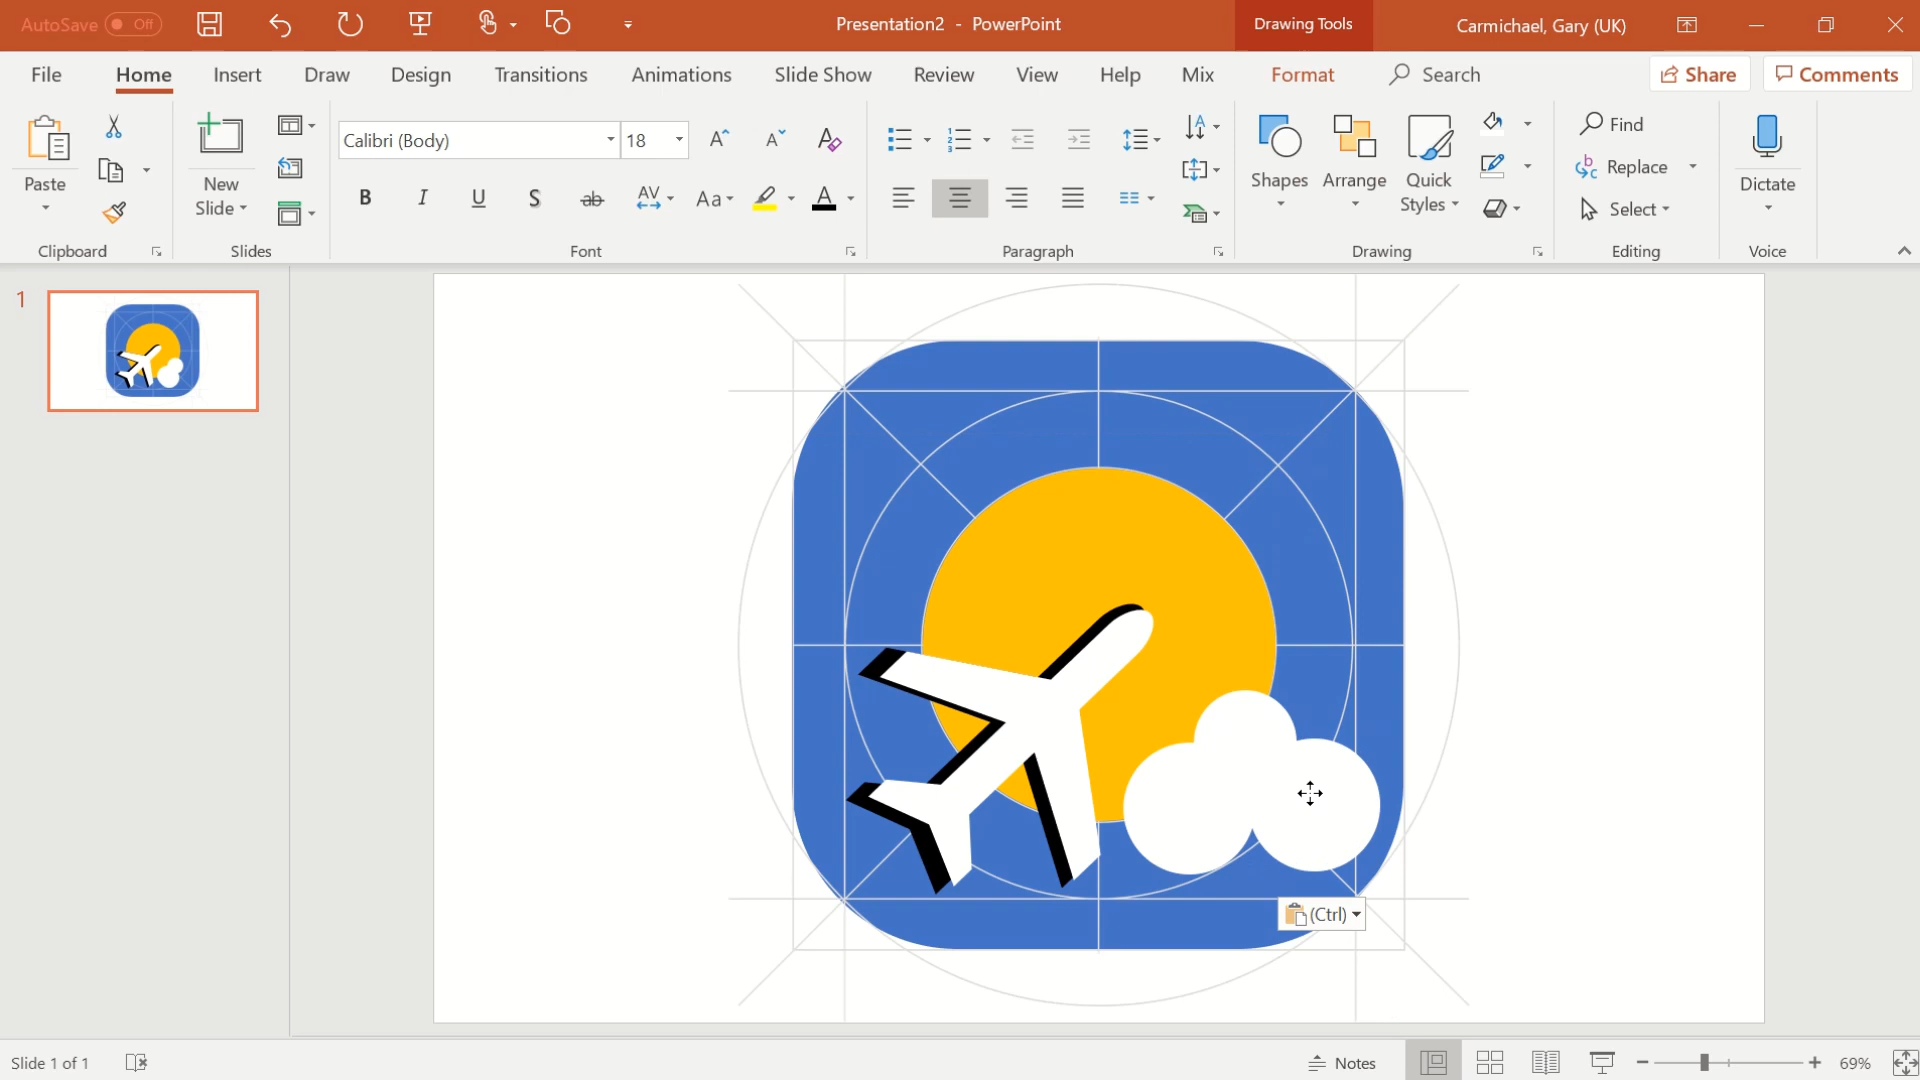 AutoSave Off
Presentation2 - PowerPoint
Drawing Tools
Carmichael, Gary (UK)
File Home Insert Draw Design Transitions Animations Slide Show Review View Help Mix Format Search Share Comments
Paste
New Slide
Calibri (Body) 18
B I U S ab AV Aa A
Shapes
Arrange
Quick Styles
Find
Replace
Select
Dictate
Clipboard Slides Font Paragraph Drawing Editing Voice
1
(Ctrl)
Slide 1 of 1
Notes
69%